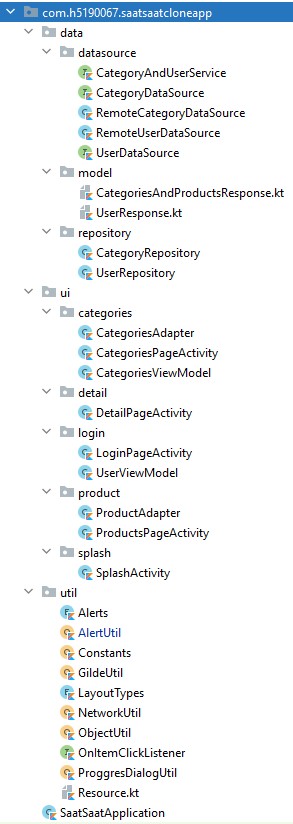 com.h5190067.saatsaatcloneapp
data
datasource
CategoryAndUserService
CategoryDataSource
RemoteCategoryDataSource
RemoteUserDataSource
UserDataSource
model
CategoriesAndProductsResponse.kt
UserResponse.kt
repository
CategoryRepository
UserRepository
ui
categories
CategoriesAdapter
CategoriesPageActivity
CategoriesViewModel
detail
DetailPageActivity
login
LoginPageActivity
UserViewModel
product
ProductAdapter
ProductsPageActivity
splash
SplashActivity
util
Alerts
AlertUtil
Constants
GildeUtil
LayoutTypes
NetworkUtil
ObjectUtil
OnItemClickListener
ProggresDialogUtil
Resource.kt
SaatSaatApplication